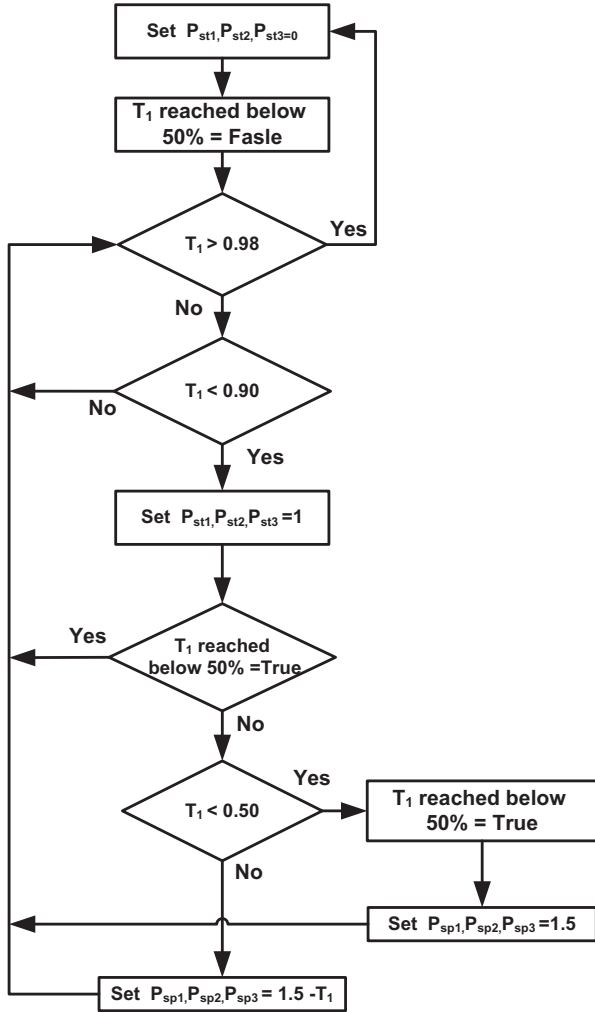 Set P_st1,P_st2,P_st3=0
T_1 reached below
50% = Fasle
T_1 > 0.98
Yes
No
T_1 < 0.90
No
Yes
Set P_st1,P_st2,P_st3 =1
Yes
T_1 reached
below 50% =True
No
T_1 < 0.50
Yes
T_1 reached below
50% = True
No
Set P_sp1,P_sp2,P_sp3 =1.5
Set P_sp1,P_sp2,P_sp3 = 1.5 -T_1